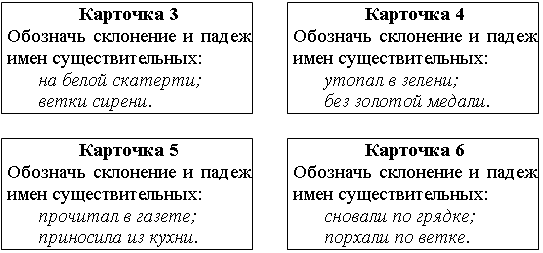 Карточка 3
Обозначь склонение и падеж
имен существительных:
на белой скатерти;
ветки сирени.
Карточка 4
Обозначь склонение и падеж
имен существительных:
утопал в зелени;
без золотой медали.
Карточка 5
Обозначь склонение и падеж
имен существительных:
прочитал в газете;
приносила из кухни.
Карточка 6
Обозначь склонение и падеж
имен существительных:
сновали по грядке;
порхали по ветке.